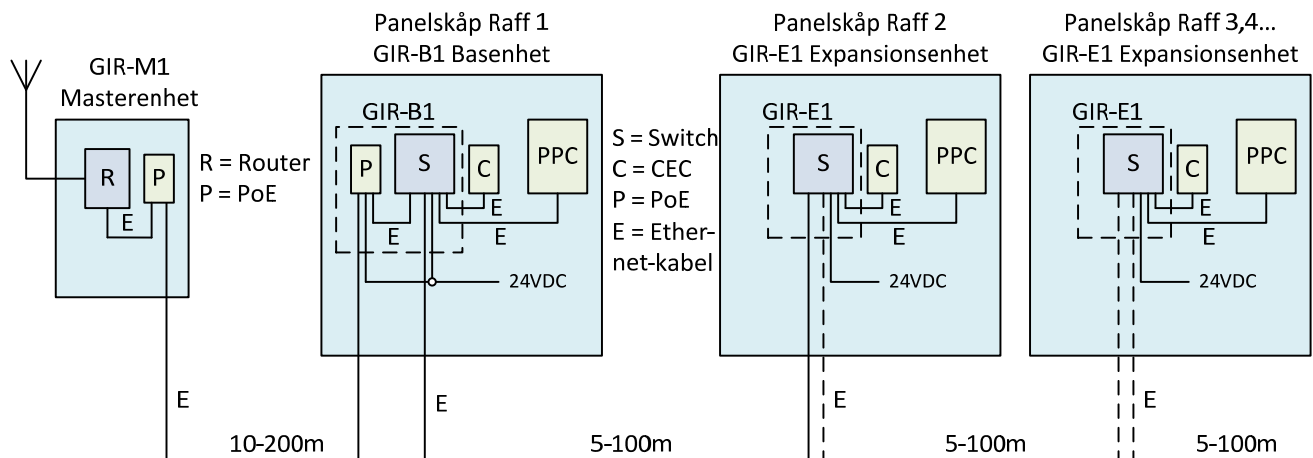 GIR-M1
Masterenhet
R
P
E
R = Router
P = PoE
E
10-200m
Panelskåp Raff 1
GIR-B1 Basenhet
GIR-B1
P
S
C
PPC
E
E
E
24VDC
E
5-100m
S = Switch
C = CEC
P = PoE
E = Ether-
net-kabel
Panelskåp Raff 2
GIR-E1 Expansionsenhet
GIR-E1
S
C
PPC
E
E
24VDC
E
5-100m
Panelskåp Raff 3,4...
GIR-E1 Expansionsenhet
GIR-E1
S
C
PPC
E
E
24VDC
E
5-100m